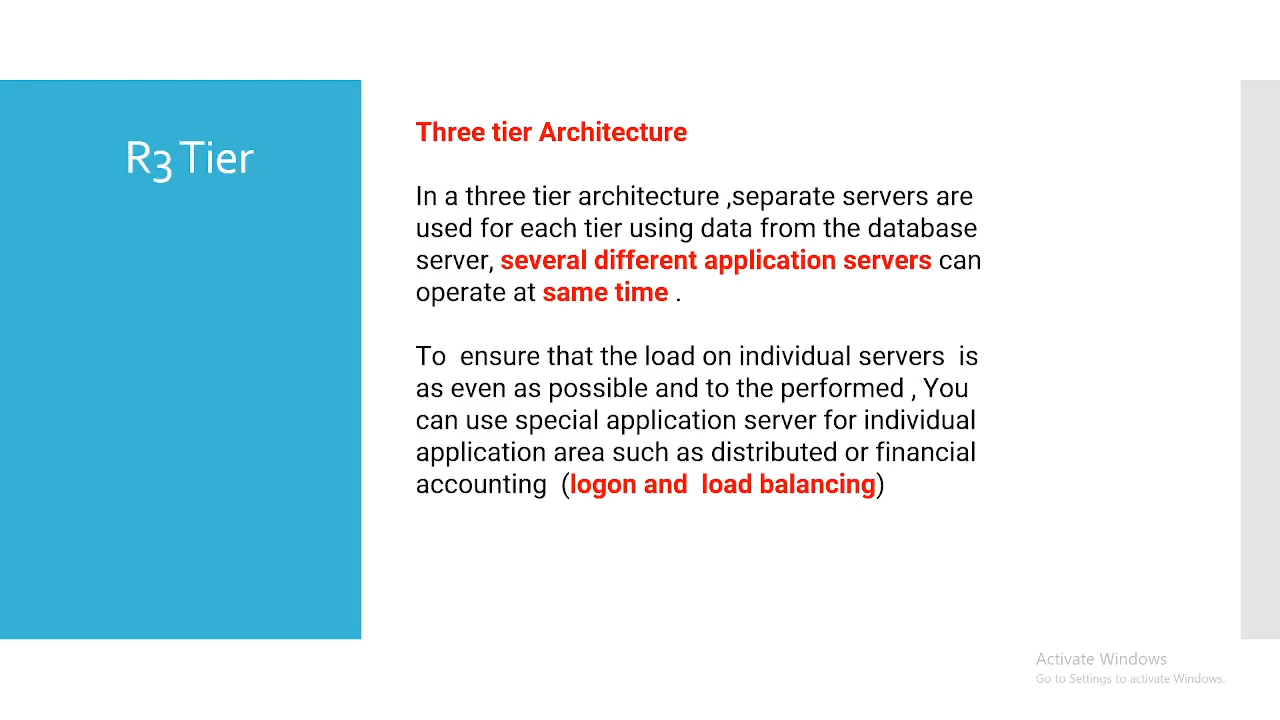 R3 Tier
Three tier Architecture
In a three tier architecture ,separate servers are
used for each tier using data from the database
server, several different application servers can
operate at same time .
To  ensure that the load on individual servers  is
as even as possible and to the performed , You
can use special application server for individual
application area such as distributed or financial
accounting  (logon and  load balancing)
Activate Windows
Go to Settings to activate Windows.